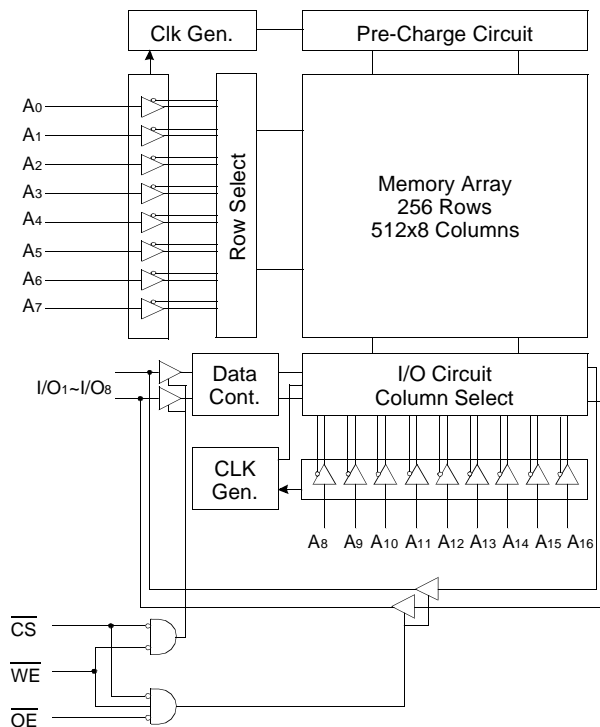 Clk Gen.
Pre-Charge Circuit
A0
A1
A2
A3
A4
A5
A6
A7
Row Select
Memory Array
256 Rows
512x8 Columns
I/O1~I/O8
Data
Cont.
I/O Circuit
Column Select
CLK
Gen.
A8 A9 A10 A11 A12 A13 A14 A15 A16
CS
WE
OE